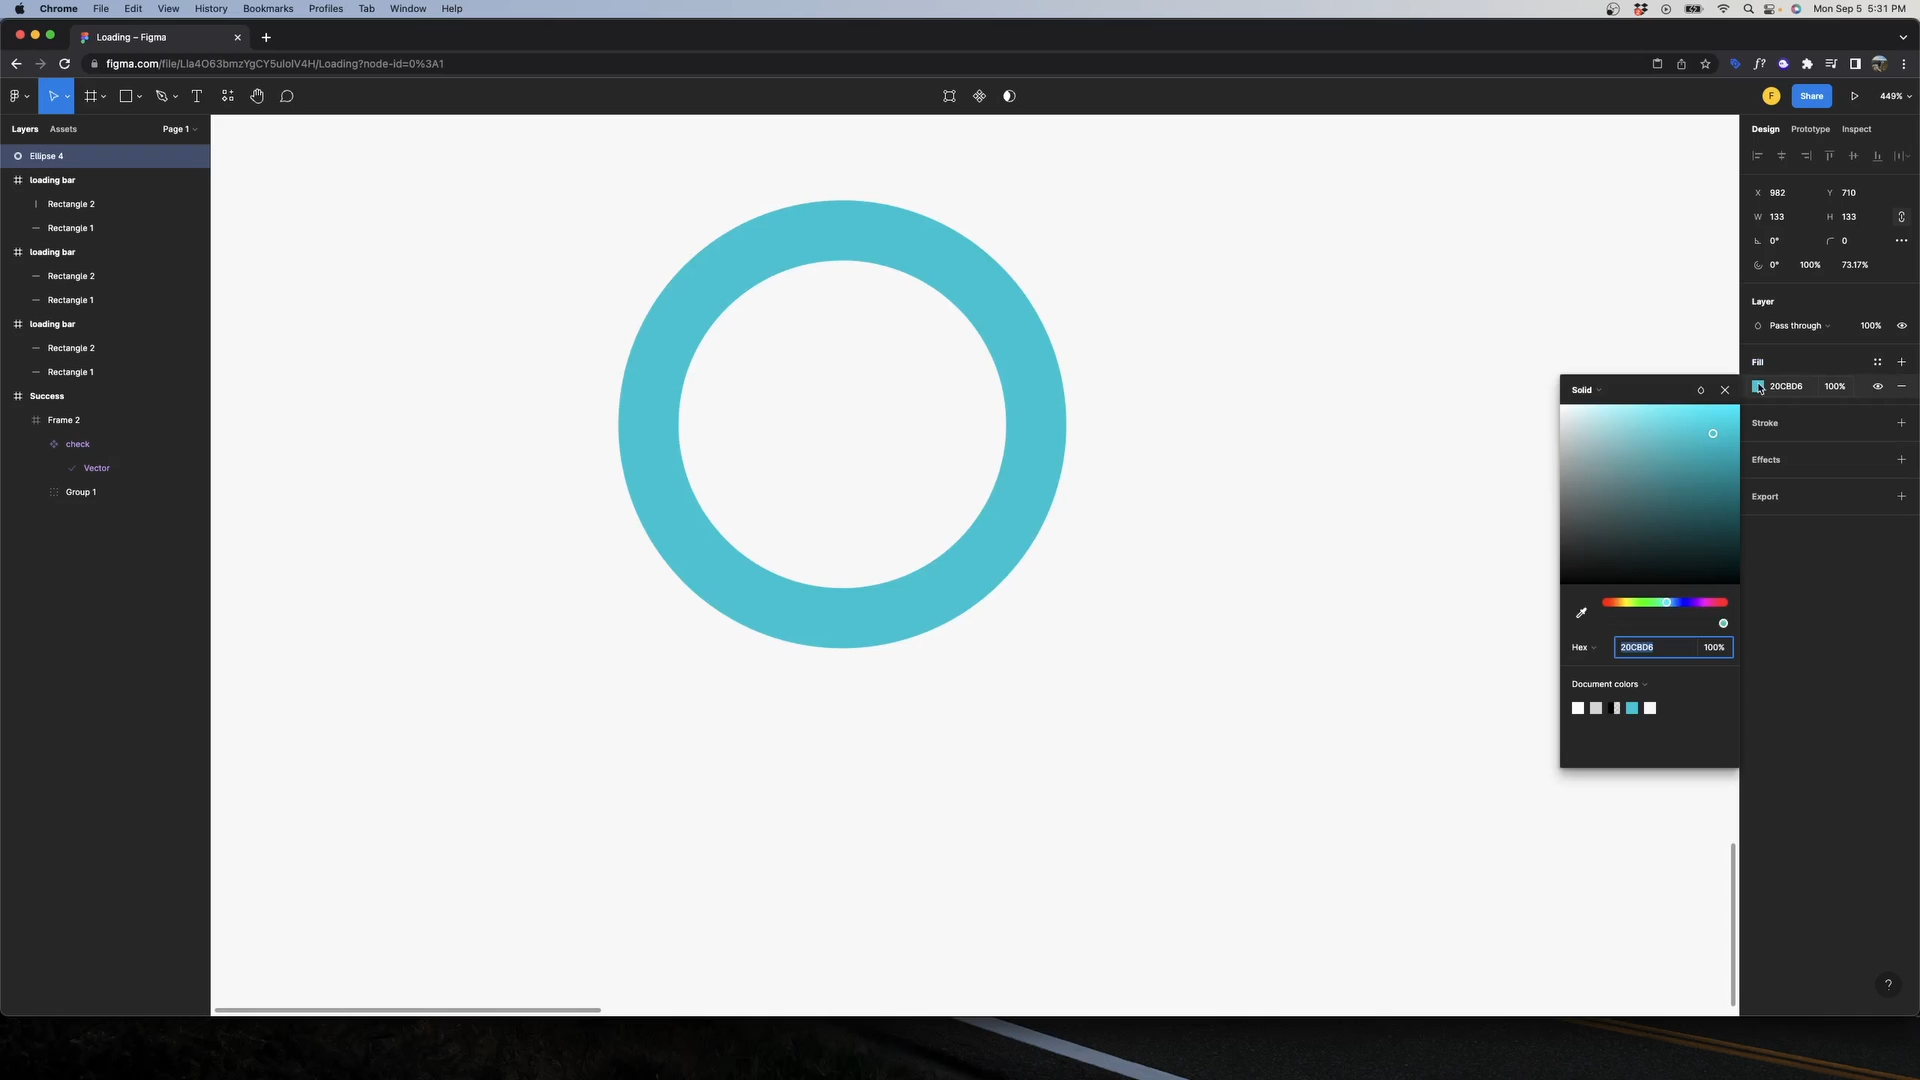 Chrome File Edit View History Bookmarks Profiles Tab Window Help Mon Sep 5 5:31 PM
Loading – Figma
figma.com/file/LIa4O63bmzYgCY5uIoIV4H/Loading?node-id=0%3A1
F Share 449%
Layers Assets Page 1
Design Prototype Inspect
Ellipse 4
loading bar
Rectangle 2
Rectangle 1
loading bar
Rectangle 2
Rectangle 1
loading bar
Rectangle 2
Rectangle 1
Success
Frame 2
check
Vector
Group 1
X 982 Y 710
W 133 H 133
0° 0
0° 100% 73.17%
Layer
Pass through 100%
Fill
20CBD6 100%
Stroke
Effects
Export
Solid
Hex 20CBD6 100%
Document colors
?